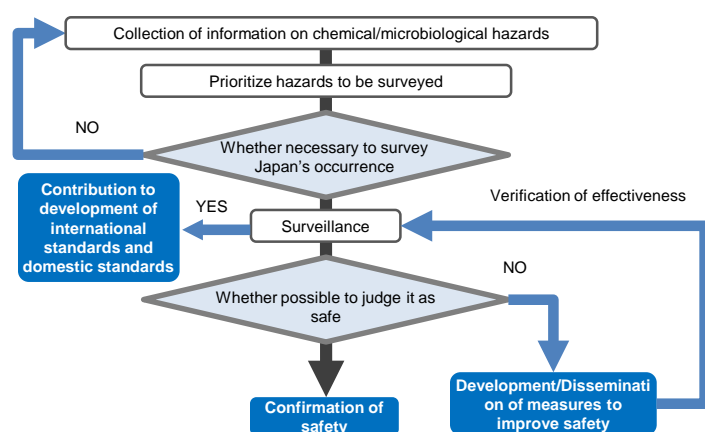 Collection of information on chemical/microbiological hazards
Prioritize hazards to be surveyed
NO
Whether necessary to survey
Japan's occurrence
Contribution to
development of
international
standards and
domestic standards
YES
Surveillance
Verification of effectiveness
Whether possible to judge it as
safe
NO
Confirmation of
safety
Development/Disseminati
on of measures to
improve safety